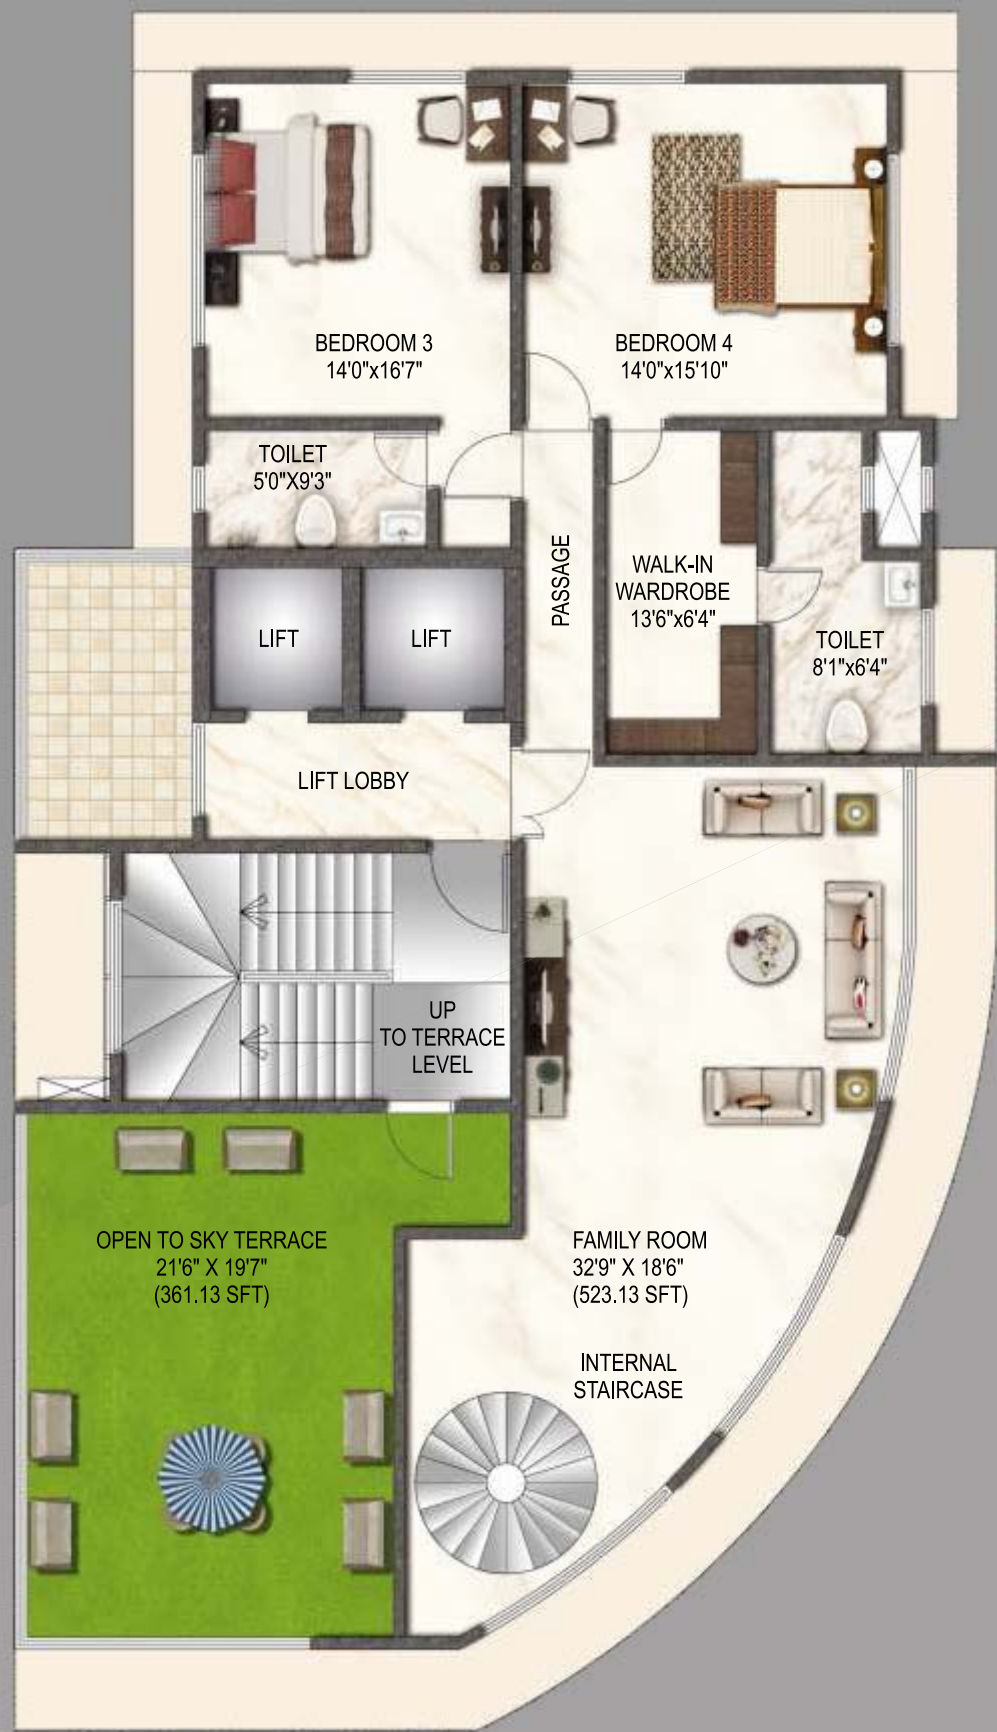 BEDROOM 3
14'0"x16'7"
BEDROOM 4
14'0"x15'10"
TOILET
5'0"X9'3"
PASSAGE
WALK-IN
WARDROBE
13'6"x6'4"
LIFT
LIFT
TOILET
8'1"x6'4"
LIFT LOBBY
UP
TO TERRACE
LEVEL
OPEN TO SKY TERRACE
21'6" X 19'7"
(361.13 SFT)
FAMILY ROOM
32'9" X 18'6"
(523.13 SFT)
INTERNAL
STAIRCASE